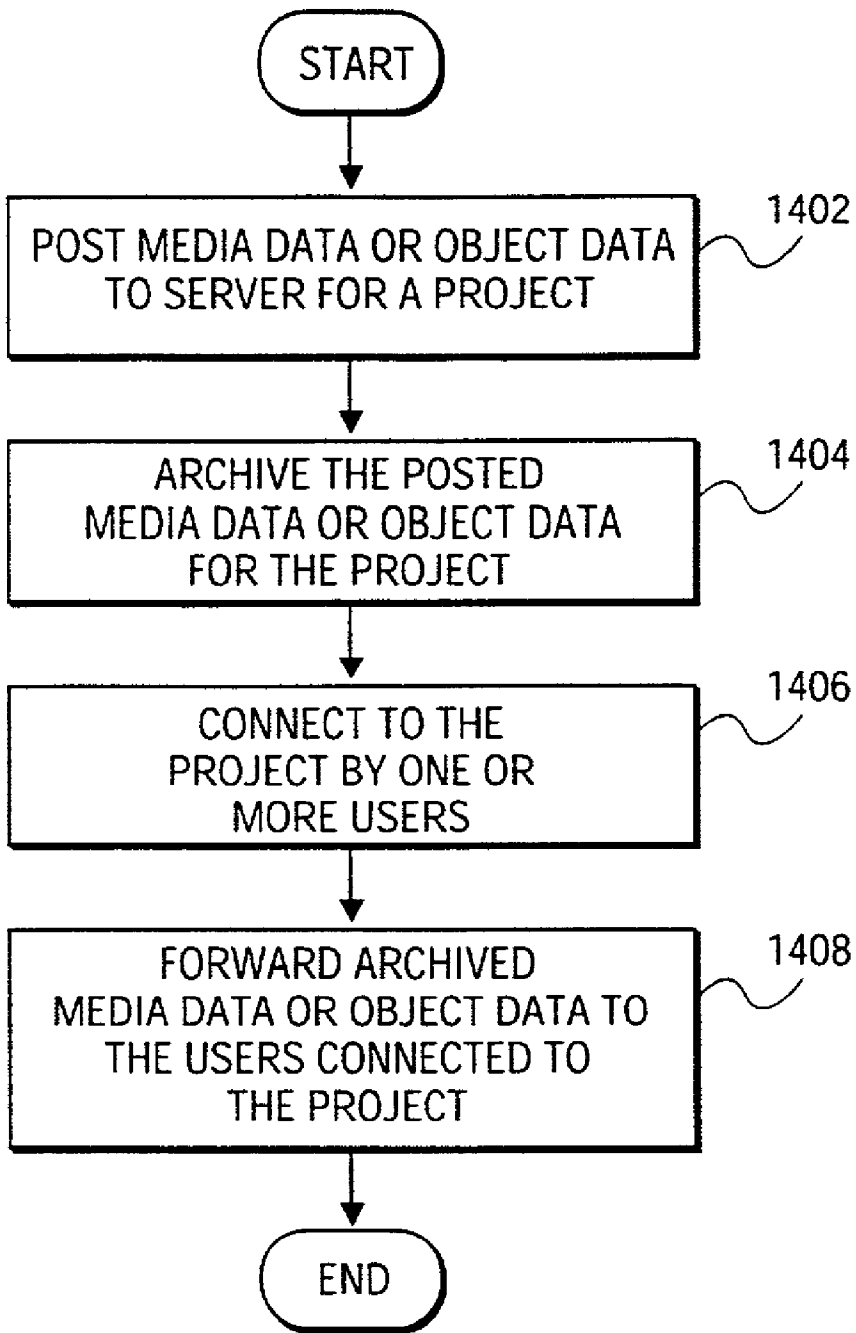 START
1402
POST MEDIA DATA OR OBJECT DATA
TO SERVER FOR A PROJECT
1404
ARCHIVE THE POSTED
MEDIA DATA OR OBJECT DATA
FOR THE PROJECT
1406
CONNECT TO THE
PROJECT BY ONE OR
MORE USERS
1408
FORWARD ARCHIVED
MEDIA DATA OR OBJECT DATA TO
THE USERS CONNECTED TO
THE PROJECT
END